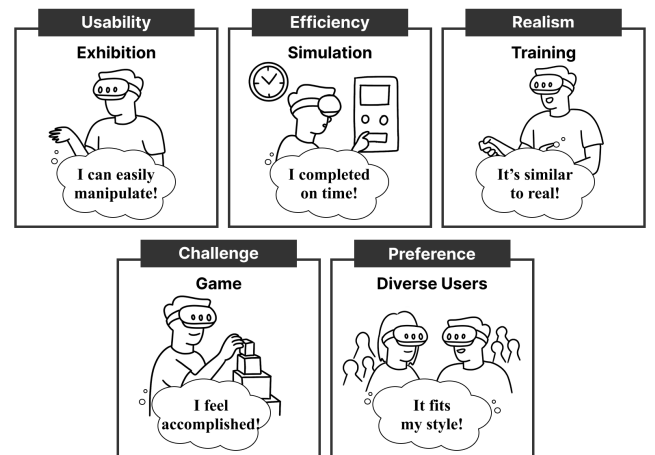 Usability
Exhibition
I can easily
manipulate!
Efficiency
Simulation
I completed
on time!
Realism
Training
It's similar
to real!
Challenge
Game
I feel
accomplished!
Preference
Diverse Users
It fits
my style!